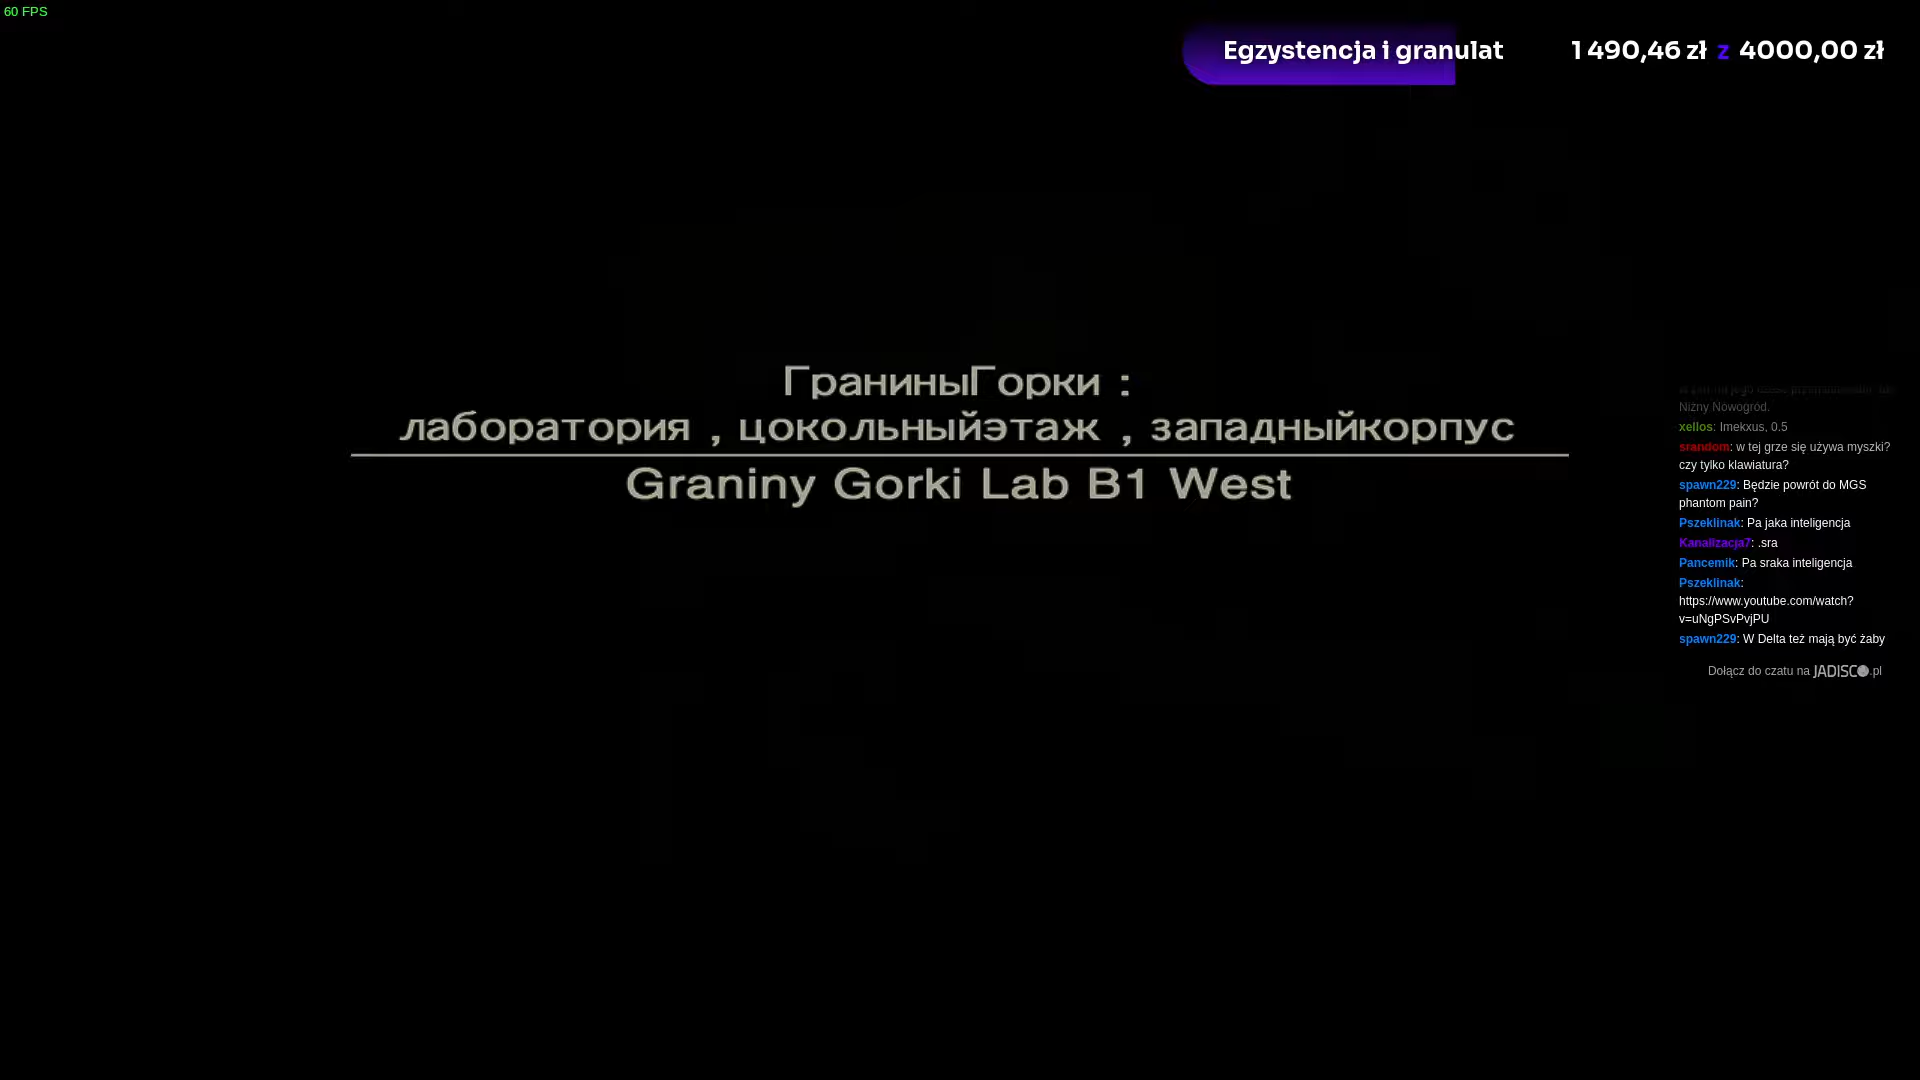 60 FPS
Egzystencja i granulat 1 490,46 zł z 4000,00 zł
ГраниныГорки :
лаборатория , цокольныйэтаж , западныйкорпус
Graniny Gorki Lab B1 West
Niżny Nowogród.
xellos: Imekxus, 0.5
srandom: w tej grze się używa myszki?
czy tylko klawiatura?
spawn229: Będzie powrót do MGS
phantom pain?
Pszeklinak: Pa jaka inteligencja
Kanalizacja7: .sra
Pancemik: Pa sraka inteligencja
Pszeklinak:
https://www.youtube.com/watch?
v=uNgPSvPvjPU
spawn229: W Delta też mają być żaby
Dołącz do czatu na JADISCO.pl